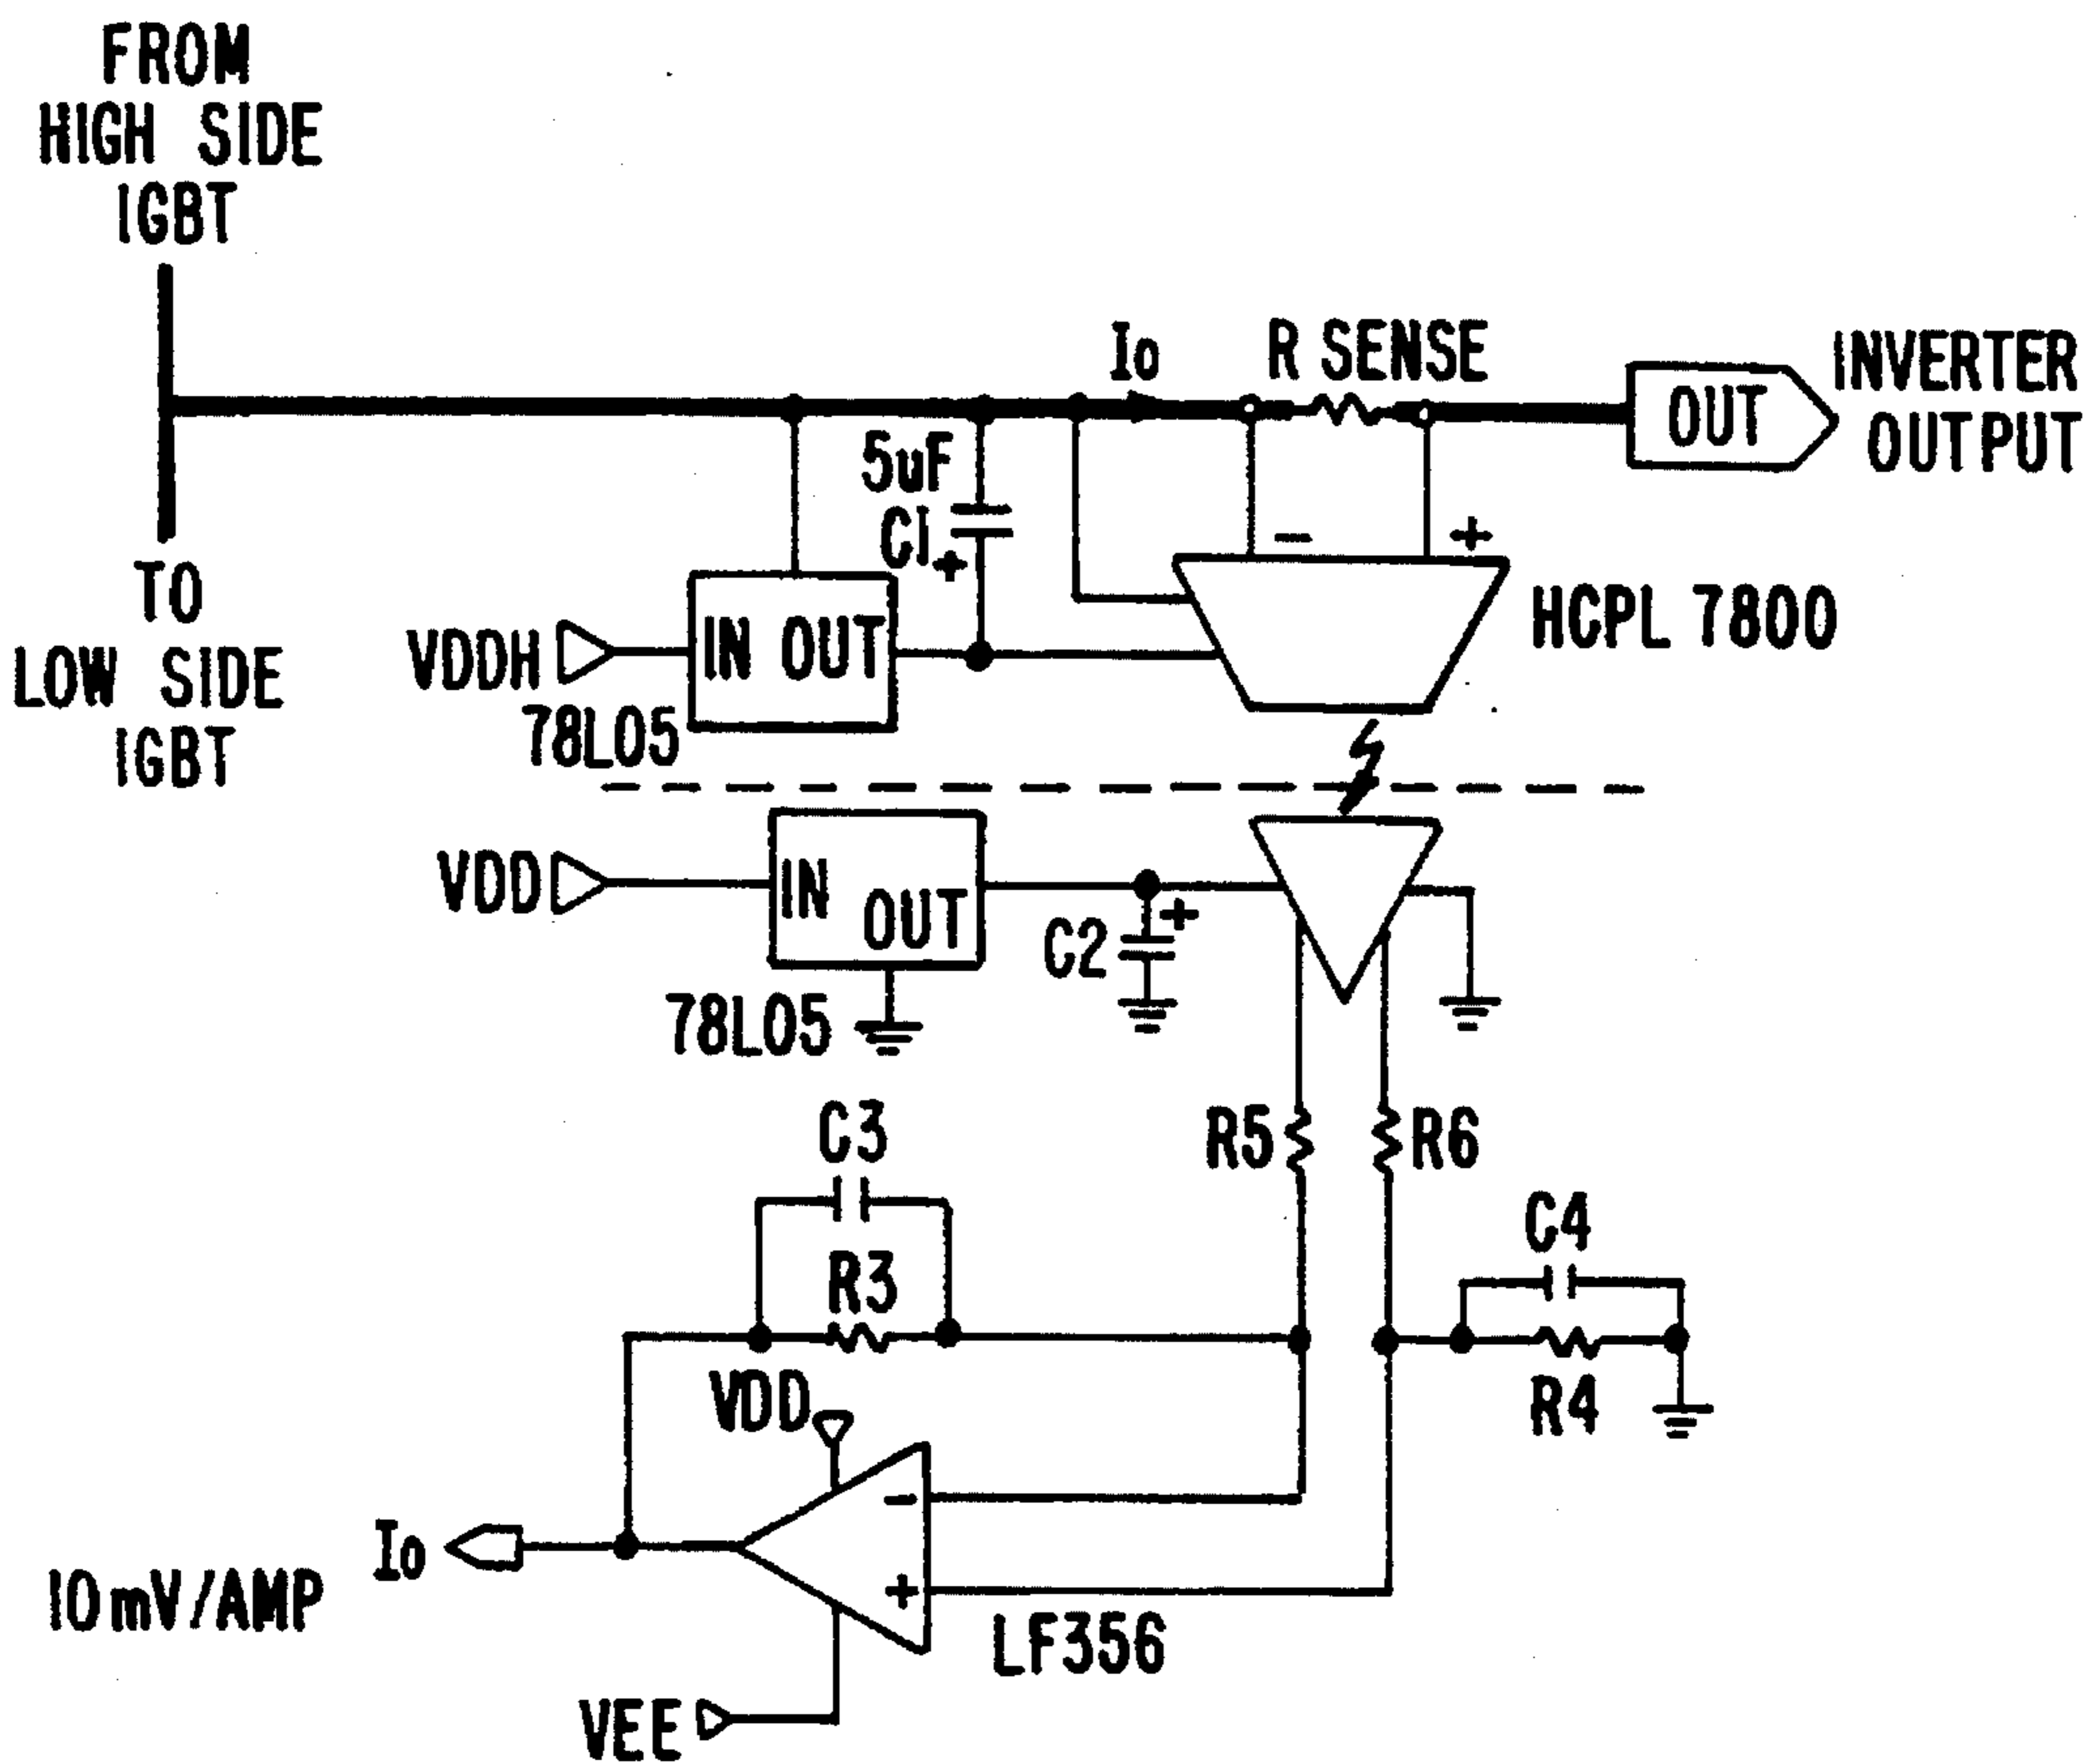 FROM
HIGH SIDE
IGBT
Io
R SENSE
OUT
INVERTER
OUTPUT
5uF
C1
+
-
+
TO
LOW SIDE
IGBT
VDDH
IN OUT
78L05
HCPL 7800
VDD
IN
OUT
78L05
C2
+
C3
R5
R6
R3
C4
R4
VDD
-
+
Io
10mV/AMP
LF356
VEE